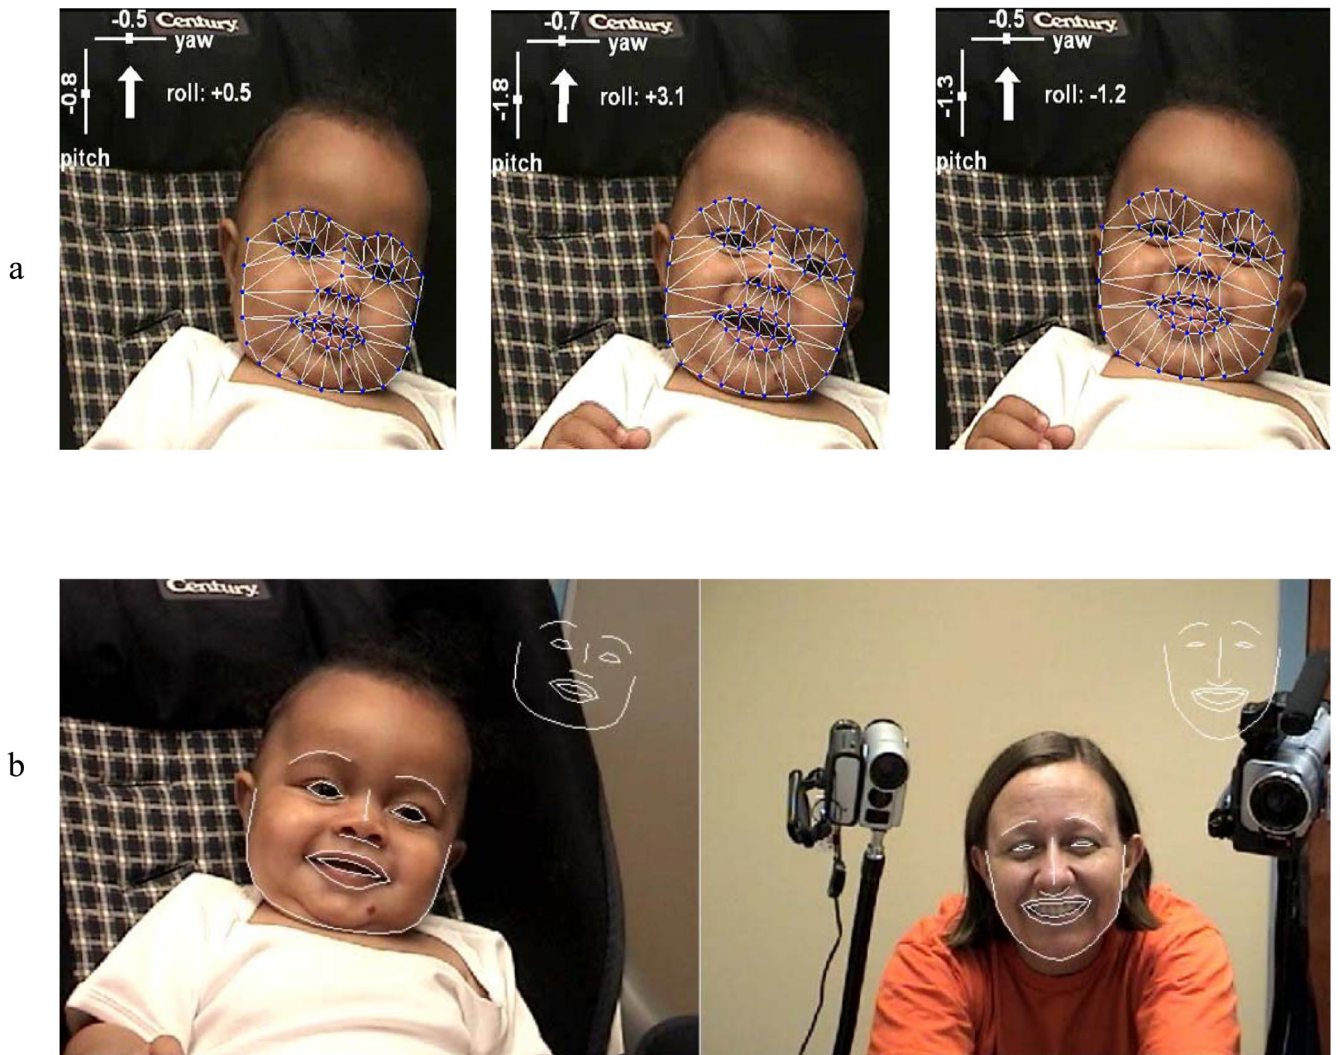 -0.5 Century.
yaw
-0.8
roll: +0.5
pitch
-0.7 Century.
yaw
-1.8
roll: +3.1
pitch
-0.5 Century.
yaw
-1.3
roll: -1.2
pitch
a
Century.
b